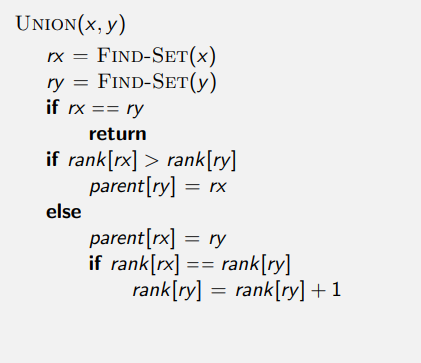 UNION(x, y)
rx = FIND-SET(x)
ry = FIND-SET(y)
if rx == ry
return
if rank[rx] > rank[ry]
parent[ry] = rx
else
parent[rx] = ry
if rank[rx] == rank[ry]
rank[ry] = rank[ry] + 1